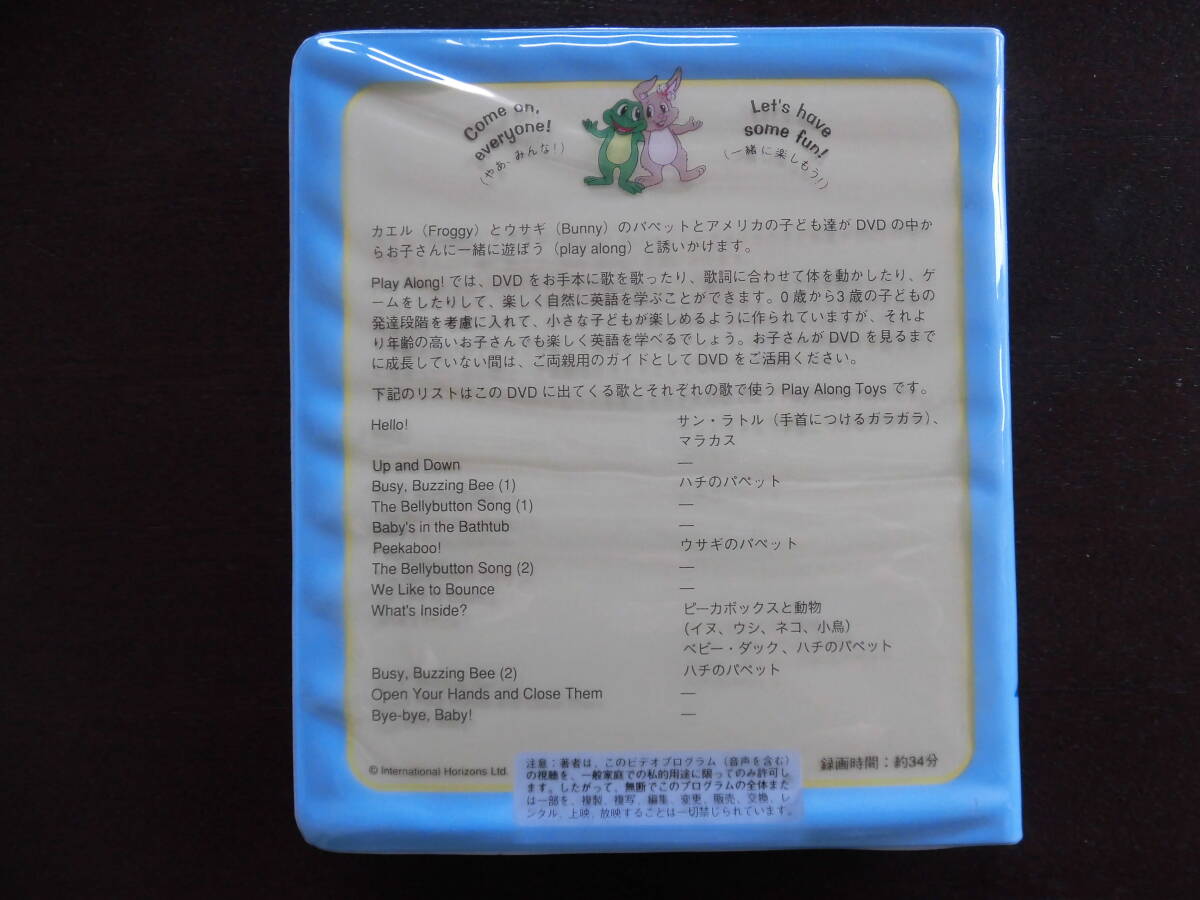 Come on,
everyone!
(やあ、みんな!)
Let's have
some fun!
(一緒に楽しもう!)
カエル（Froggy）とウサギ（Bunny）のパペットとアメリカの子ども達が DVD の中か
らお子さんに一緒に遊ぼう（play along）と誘いかけます。
Play Along! では、DVD をお手本に歌を歌ったり、歌詞に合わせて体を動かしたり、ゲ
ームをしたりして、楽しく自然に英語を学ぶことができます。0 歳から3 歳の子どもの
発達段階を考慮に入れて、小さな子どもが楽しめるように作られていますが、それよ
り年齢の高いお子さんでも楽しく英語を学べるでしょう。お子さんが DVD を見るまで
に成長していない間は、ご両親用のガイドとして DVD をご活用ください。
下記のリストはこの DVD に出てくる歌とそれぞれの歌で使う Play Along Toys です。
Hello! サン・ラトル（手首につけるガラガラ）、
マラカス
Up and Down —
Busy, Buzzing Bee (1) ハチのパペット
The Bellybutton Song (1) —
Baby's in the Bathtub —
Peekaboo! ウサギのパペット
The Bellybutton Song (2) —
We Like to Bounce —
What's Inside? ピーカボックスと動物
（イヌ、ウシ、ネコ、小鳥）
ベビー・ダック、ハチのパペット
Busy, Buzzing Bee (2) ハチのパペット
Open Your Hands and Close Them —
Bye-bye, Baby! —
© International Horizons Ltd.
注意：著者は、このビデオプログラム（音声を含む）
の視聴を、一般家庭での私的用途に限ってのみ許可し
ます。したがって、無断でこのプログラムの全体また
は一部を、複製、複写、編集、変更、販売、交換、レ
ンタル、上映、放映することは一切禁じられています。
録画時間：約34分